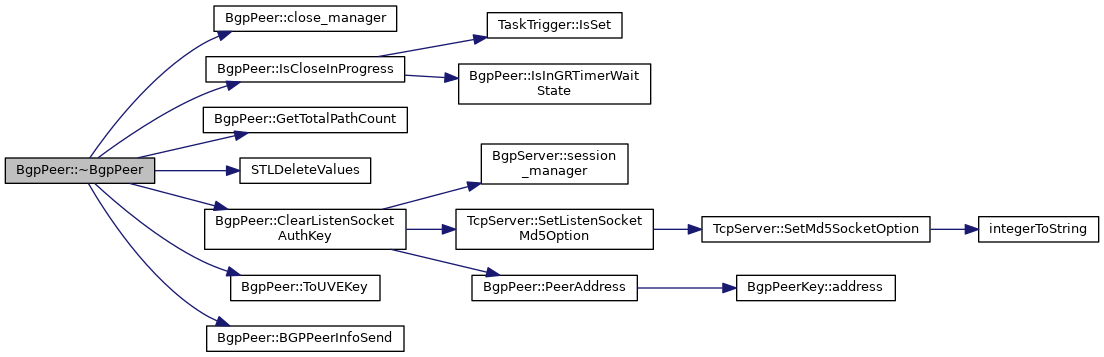 BgpPeer::~BgpPeer
BgpPeer::close_manager
BgpPeer::IsCloseInProgress
TaskTrigger::IsSet
BgpPeer::IsInGRTimerWait
State
BgpPeer::GetTotalPathCount
STLDeleteValues
BgpPeer::ClearListenSocket
AuthKey
BgpServer::session
_manager
TcpServer::SetListenSocket
Md5Option
TcpServer::SetMd5SocketOption
integerToString
BgpPeer::PeerAddress
BgpPeerKey::address
BgpPeer::ToUVEKey
BgpPeer::BGPPeerInfoSend